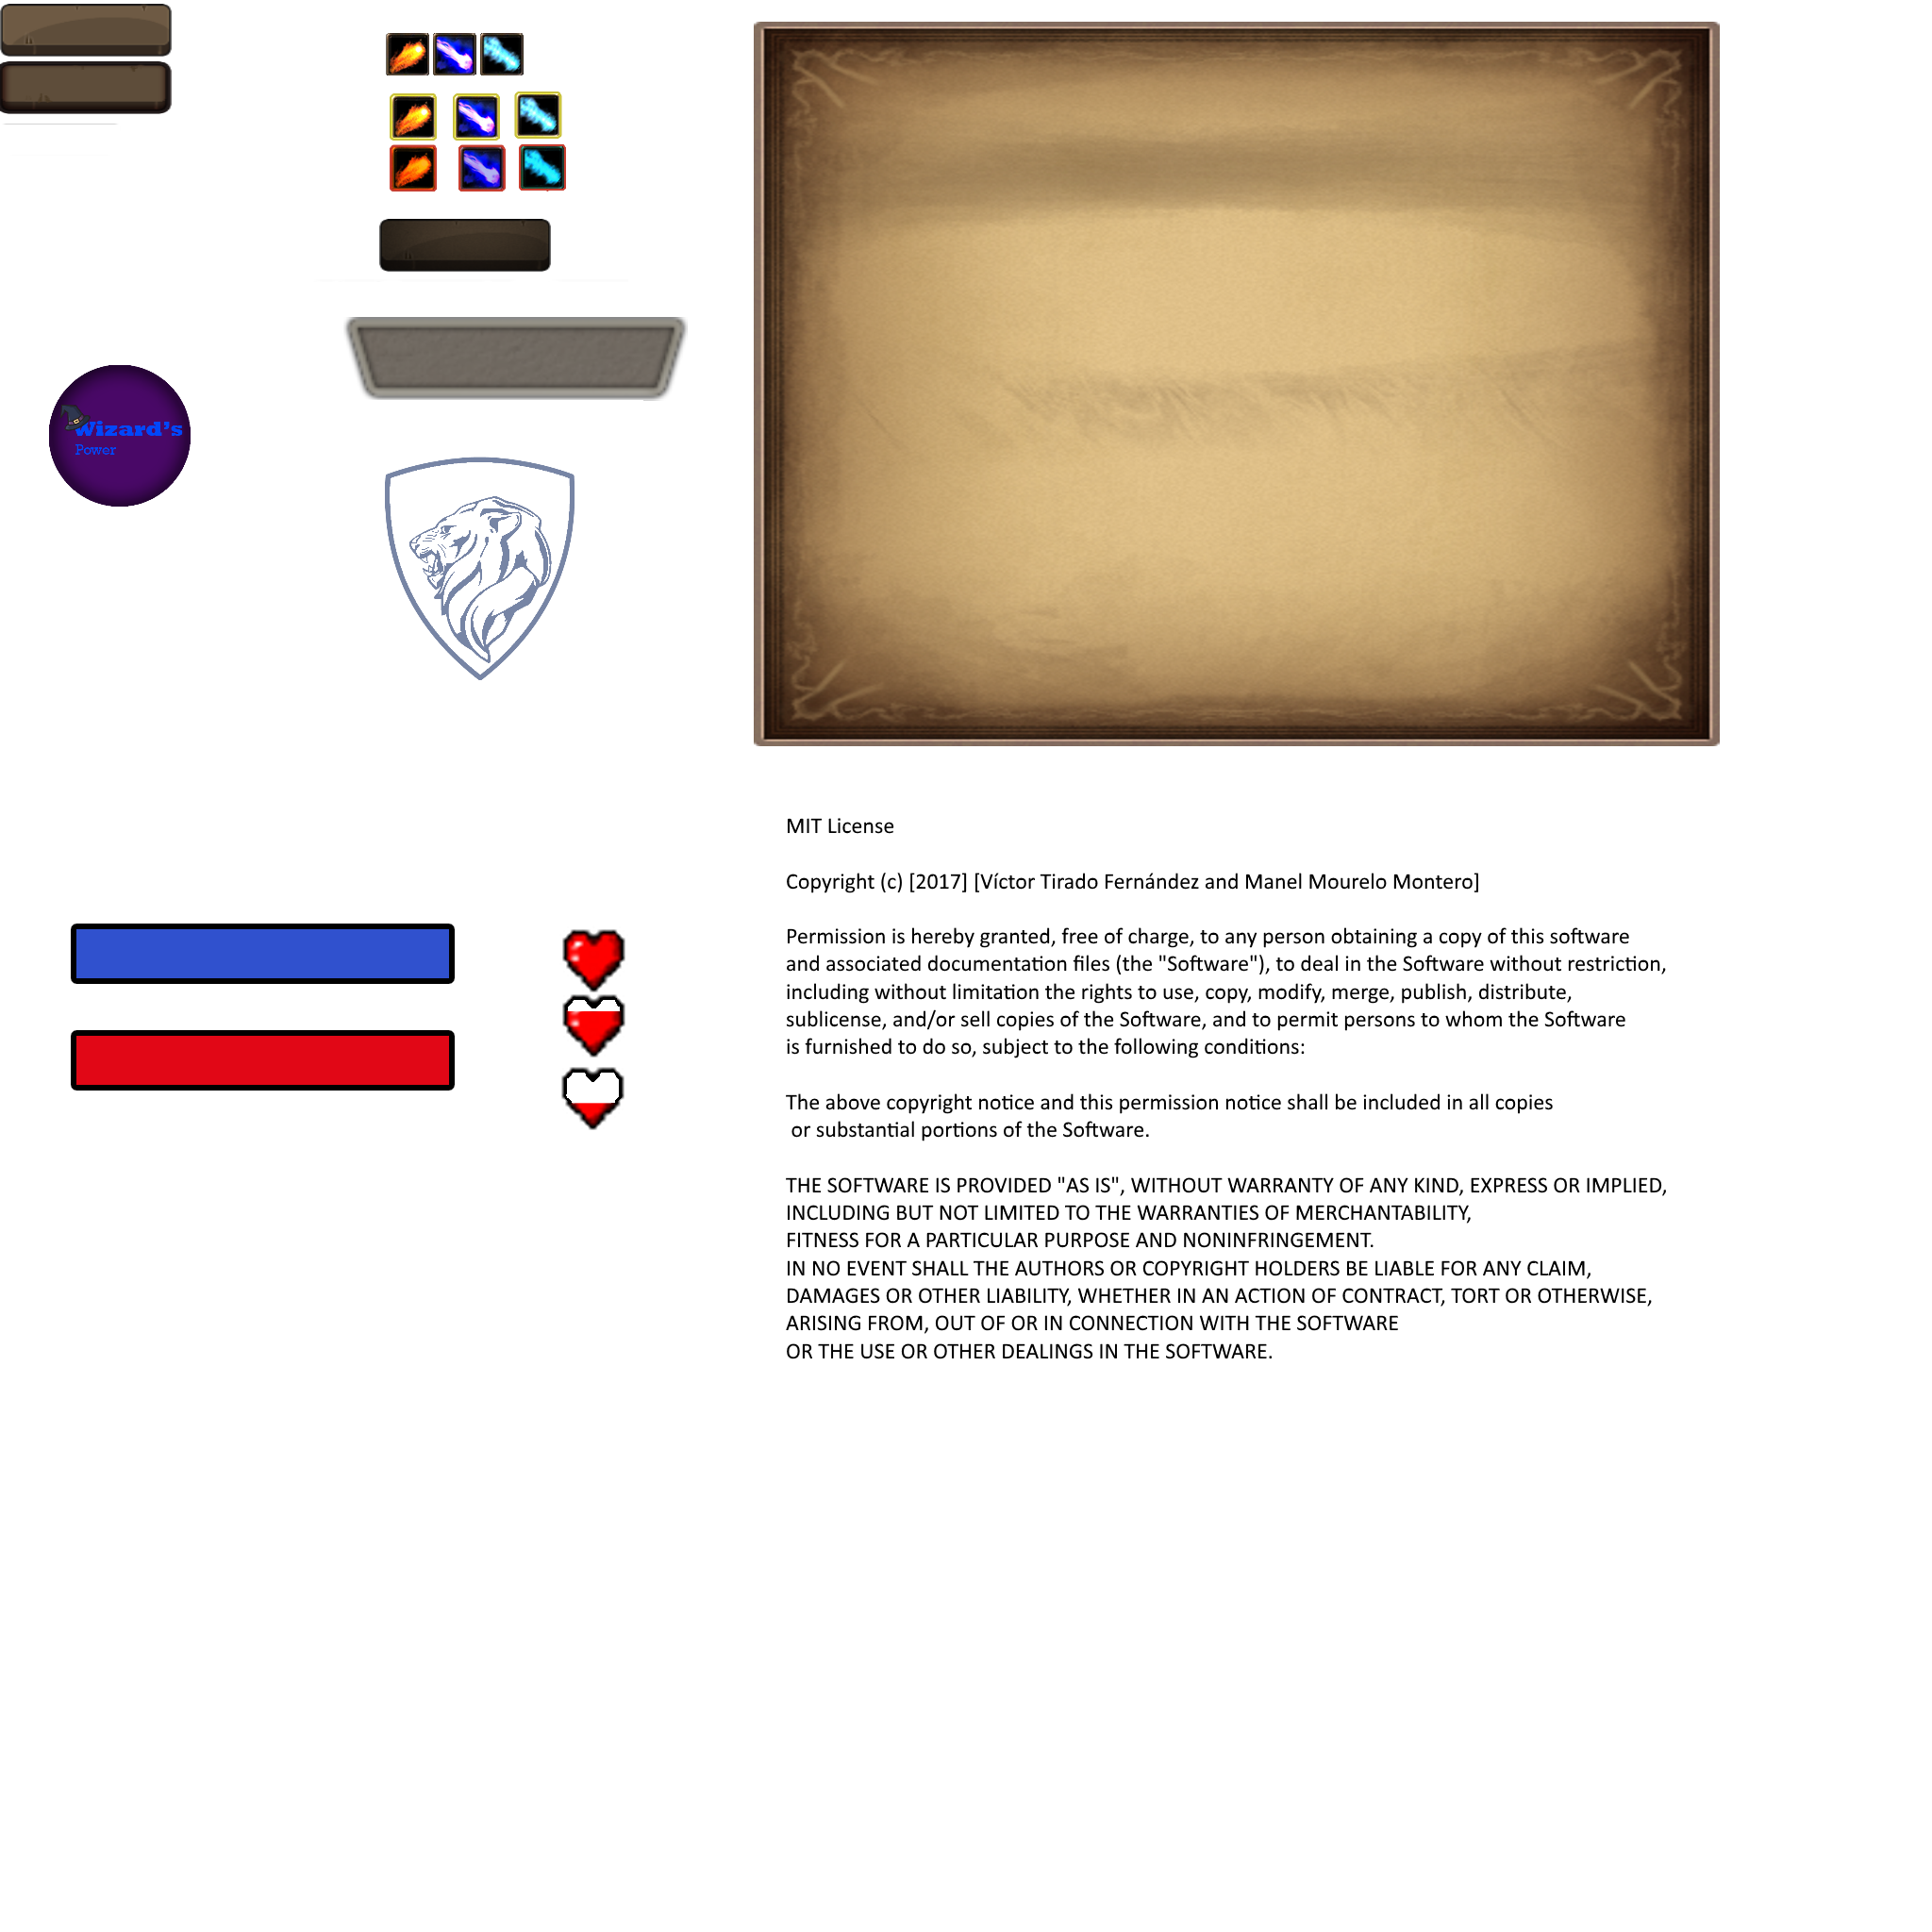 Wizard's
Power
MIT License
Copyright (c) [2017] [Víctor Tirado Fernández and Manel Mourelo Montero]
Permission is hereby granted, free of charge, to any person obtaining a copy of this software
and associated documentation files (the "Software"), to deal in the Software without restriction,
including without limitation the rights to use, copy, modify, merge, publish, distribute,
sublicense, and/or sell copies of the Software, and to permit persons to whom the Software
is furnished to do so, subject to the following conditions:
The above copyright notice and this permission notice shall be included in all copies
or substantial portions of the Software.
THE SOFTWARE IS PROVIDED "AS IS", WITHOUT WARRANTY OF ANY KIND, EXPRESS OR IMPLIED,
INCLUDING BUT NOT LIMITED TO THE WARRANTIES OF MERCHANTABILITY,
FITNESS FOR A PARTICULAR PURPOSE AND NONINFRINGEMENT.
IN NO EVENT SHALL THE AUTHORS OR COPYRIGHT HOLDERS BE LIABLE FOR ANY CLAIM,
DAMAGES OR OTHER LIABILITY, WHETHER IN AN ACTION OF CONTRACT, TORT OR OTHERWISE,
ARISING FROM, OUT OF OR IN CONNECTION WITH THE SOFTWARE
OR THE USE OR OTHER DEALINGS IN THE SOFTWARE.